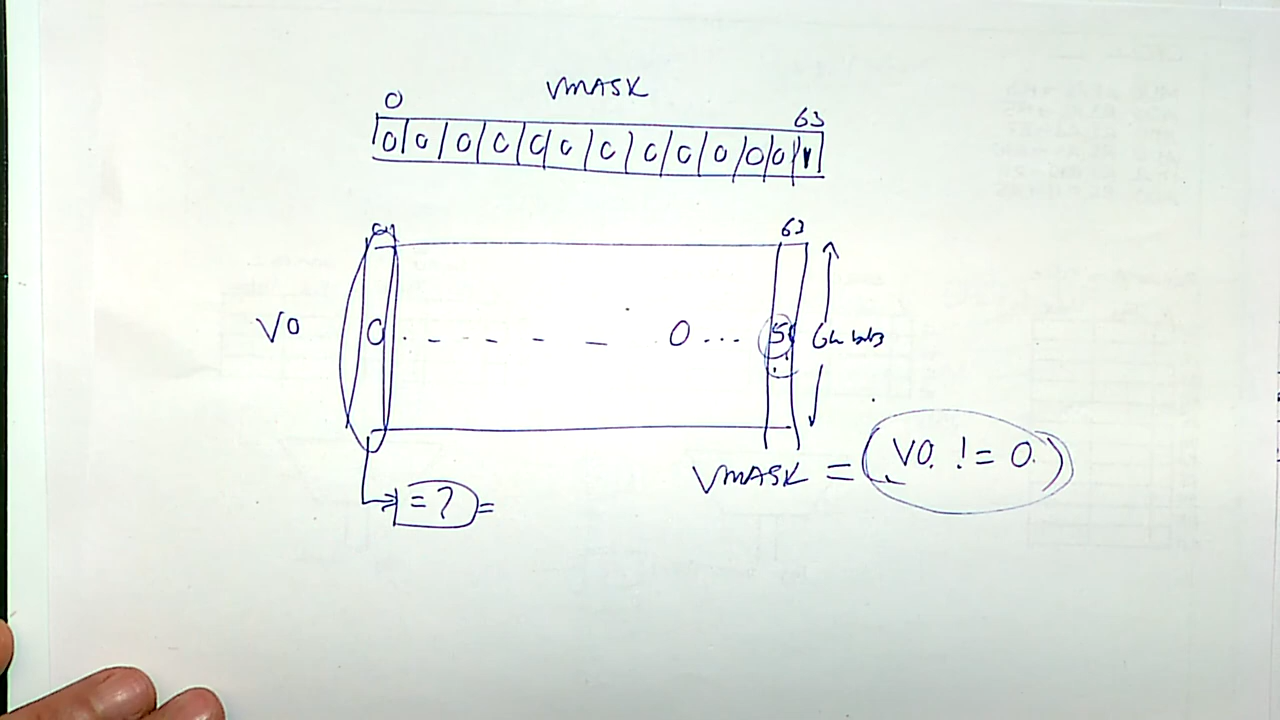 VMASK
0 63
0 0 0 0 0 0 0 0 0 0 0 0 1
63
V0 0 . - - - - - 0 ... 5 64 bits
VMASK = (V0 != 0)
= ? =